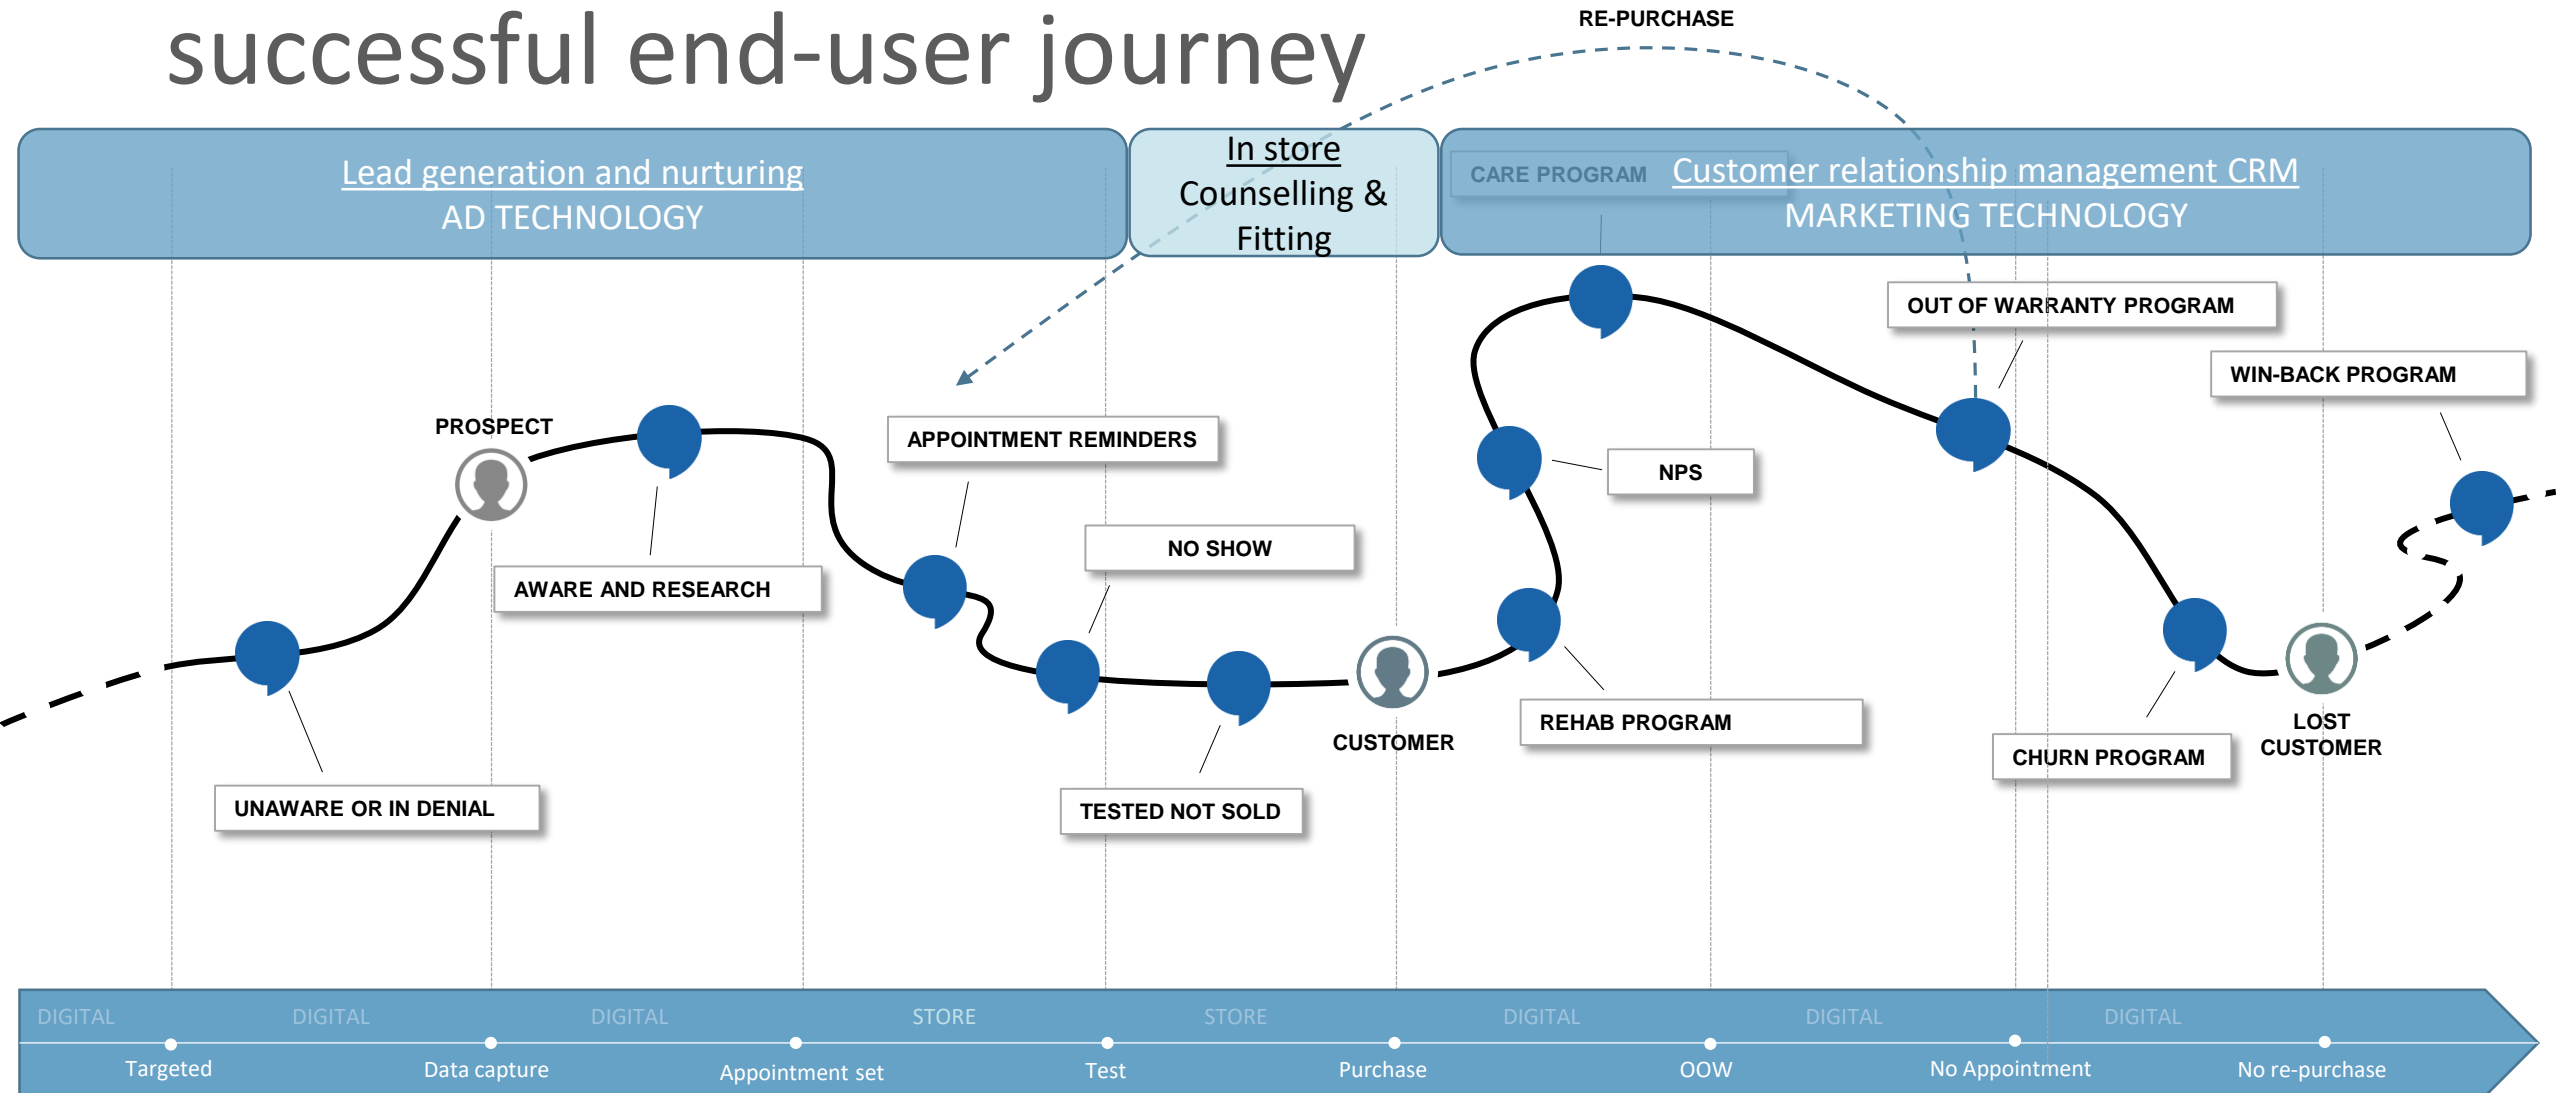 successful end-user journey
RE-PURCHASE
Lead generation and nurturing
AD TECHNOLOGY
In store
Counselling &
Fitting
CARE PROGRAM
Customer relationship management CRM
MARKETING TECHNOLOGY
OUT OF WARRANTY PROGRAM
WIN-BACK PROGRAM
PROSPECT
APPOINTMENT REMINDERS
NPS
NO SHOW
AWARE AND RESEARCH
REHAB PROGRAM
LOST
CUSTOMER
CUSTOMER
CHURN PROGRAM
UNAWARE OR IN DENIAL
TESTED NOT SOLD
DIGITAL
DIGITAL
DIGITAL
STORE
STORE
DIGITAL
DIGITAL
DIGITAL
Targeted
Data capture
Appointment set
Test
Purchase
OOW
No Appointment
No re-purchase